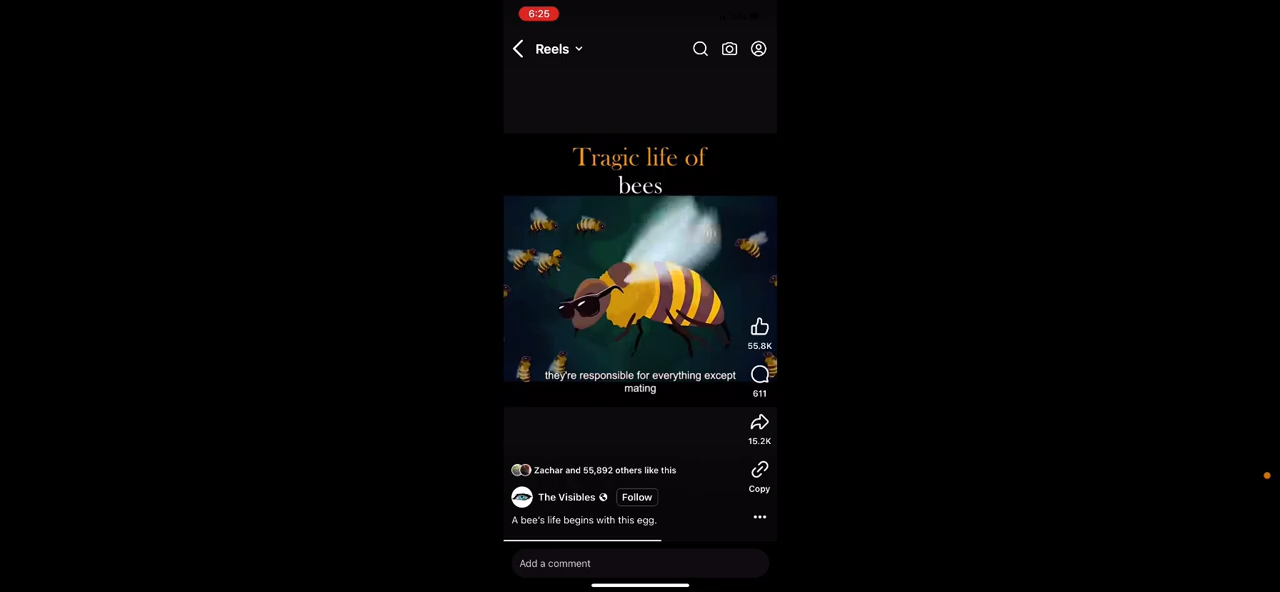 6:25
Reels
Tragic life of
bees
they're responsible for everything except
mating
55.8K
611
15.2K
Zachar and 55,892 others like this
Copy
The Visibles
Follow
A bee's life begins with this egg.
Add a comment